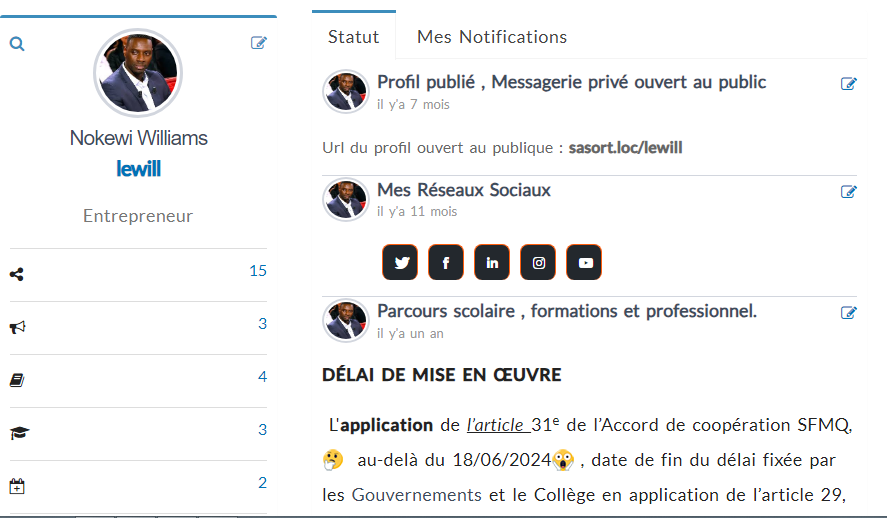 Nokewi Williams
lewill
Entrepreneur
15
3
4
3
2
Statut
Mes Notifications
Profil publié , Messagerie privé ouvert au public
il y'a 7 mois
Url du profil ouvert au publique : sasort.loc/lewill
Mes Réseaux Sociaux
il y'a 11 mois
Parcours scolaire , formations et professionnel.
il y'a un an
DÉLAI DE MISE EN ŒUVRE
L'application de l’article 31e de l’Accord de coopération SFMQ,
🤔 au-delà du 18/06/2024😱 , date de fin du délai fixée par
les Gouvernements et le Collège en application de l’article 29,